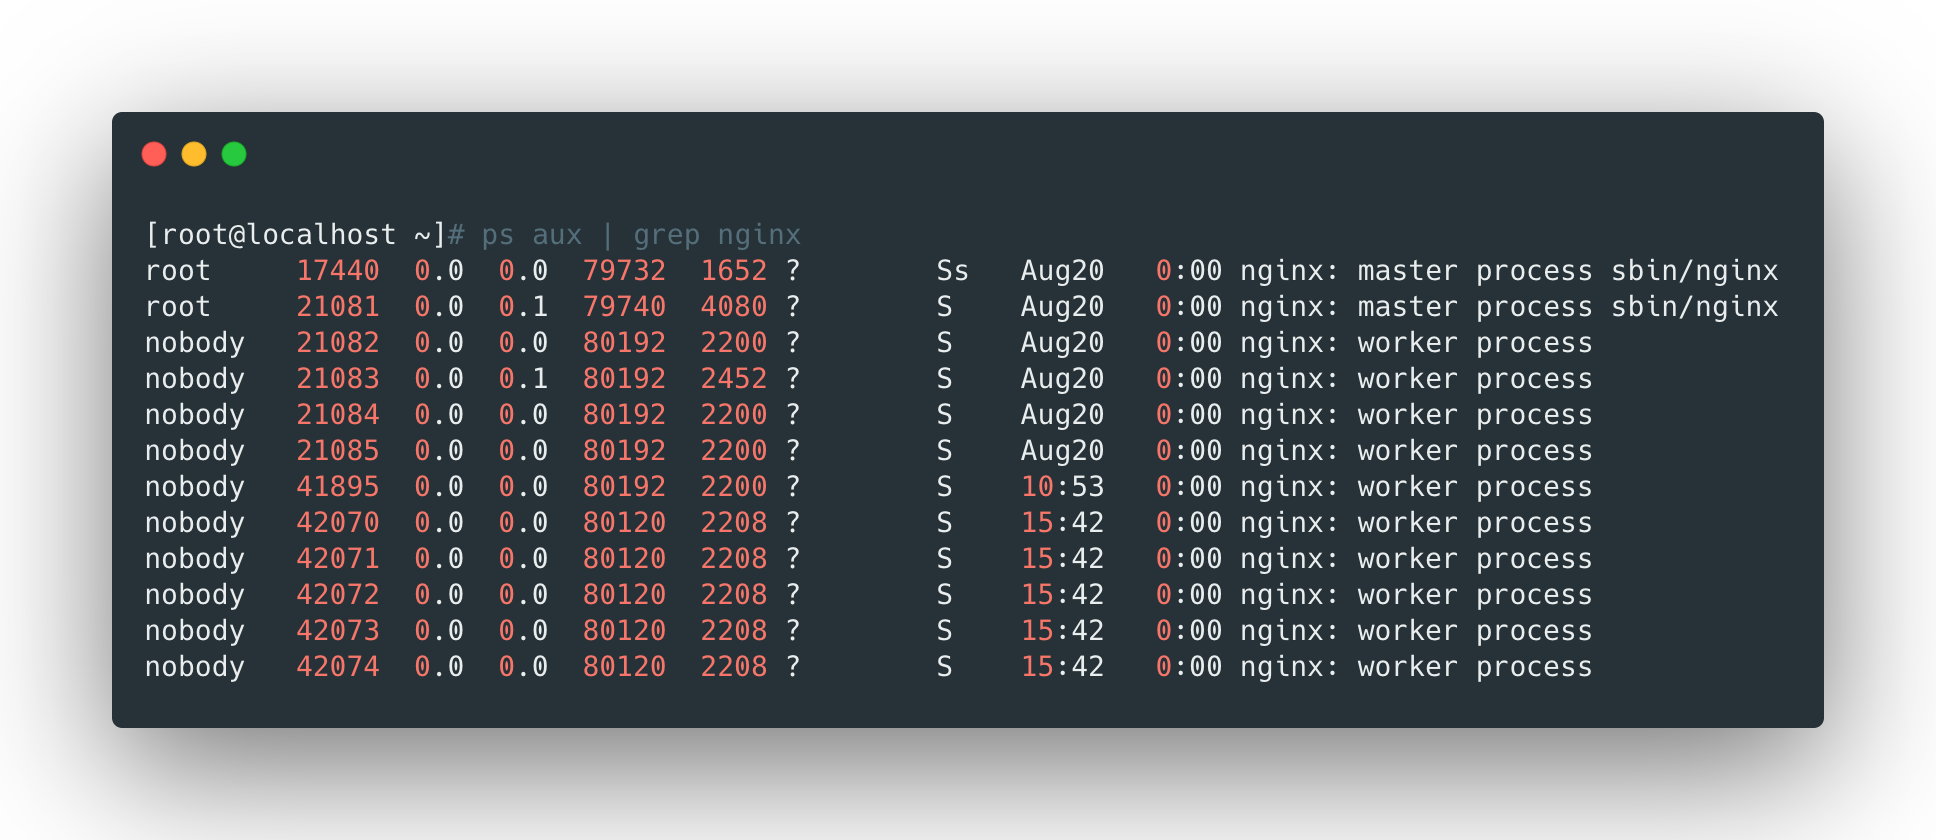 [root@localhost ~]# ps aux | grep nginx
root     17440  0.0  0.0  79732  1652 ?        Ss   Aug20   0:00 nginx: master process sbin/nginx
root     21081  0.0  0.1  79740  4080 ?        S    Aug20   0:00 nginx: master process sbin/nginx
nobody   21082  0.0  0.0  80192  2200 ?        S    Aug20   0:00 nginx: worker process
nobody   21083  0.0  0.1  80192  2452 ?        S    Aug20   0:00 nginx: worker process
nobody   21084  0.0  0.0  80192  2200 ?        S    Aug20   0:00 nginx: worker process
nobody   21085  0.0  0.0  80192  2200 ?        S    Aug20   0:00 nginx: worker process
nobody   41895  0.0  0.0  80192  2200 ?        S    10:53   0:00 nginx: worker process
nobody   42070  0.0  0.0  80120  2208 ?        S    15:42   0:00 nginx: worker process
nobody   42071  0.0  0.0  80120  2208 ?        S    15:42   0:00 nginx: worker process
nobody   42072  0.0  0.0  80120  2208 ?        S    15:42   0:00 nginx: worker process
nobody   42073  0.0  0.0  80120  2208 ?        S    15:42   0:00 nginx: worker process
nobody   42074  0.0  0.0  80120  2208 ?        S    15:42   0:00 nginx: worker process